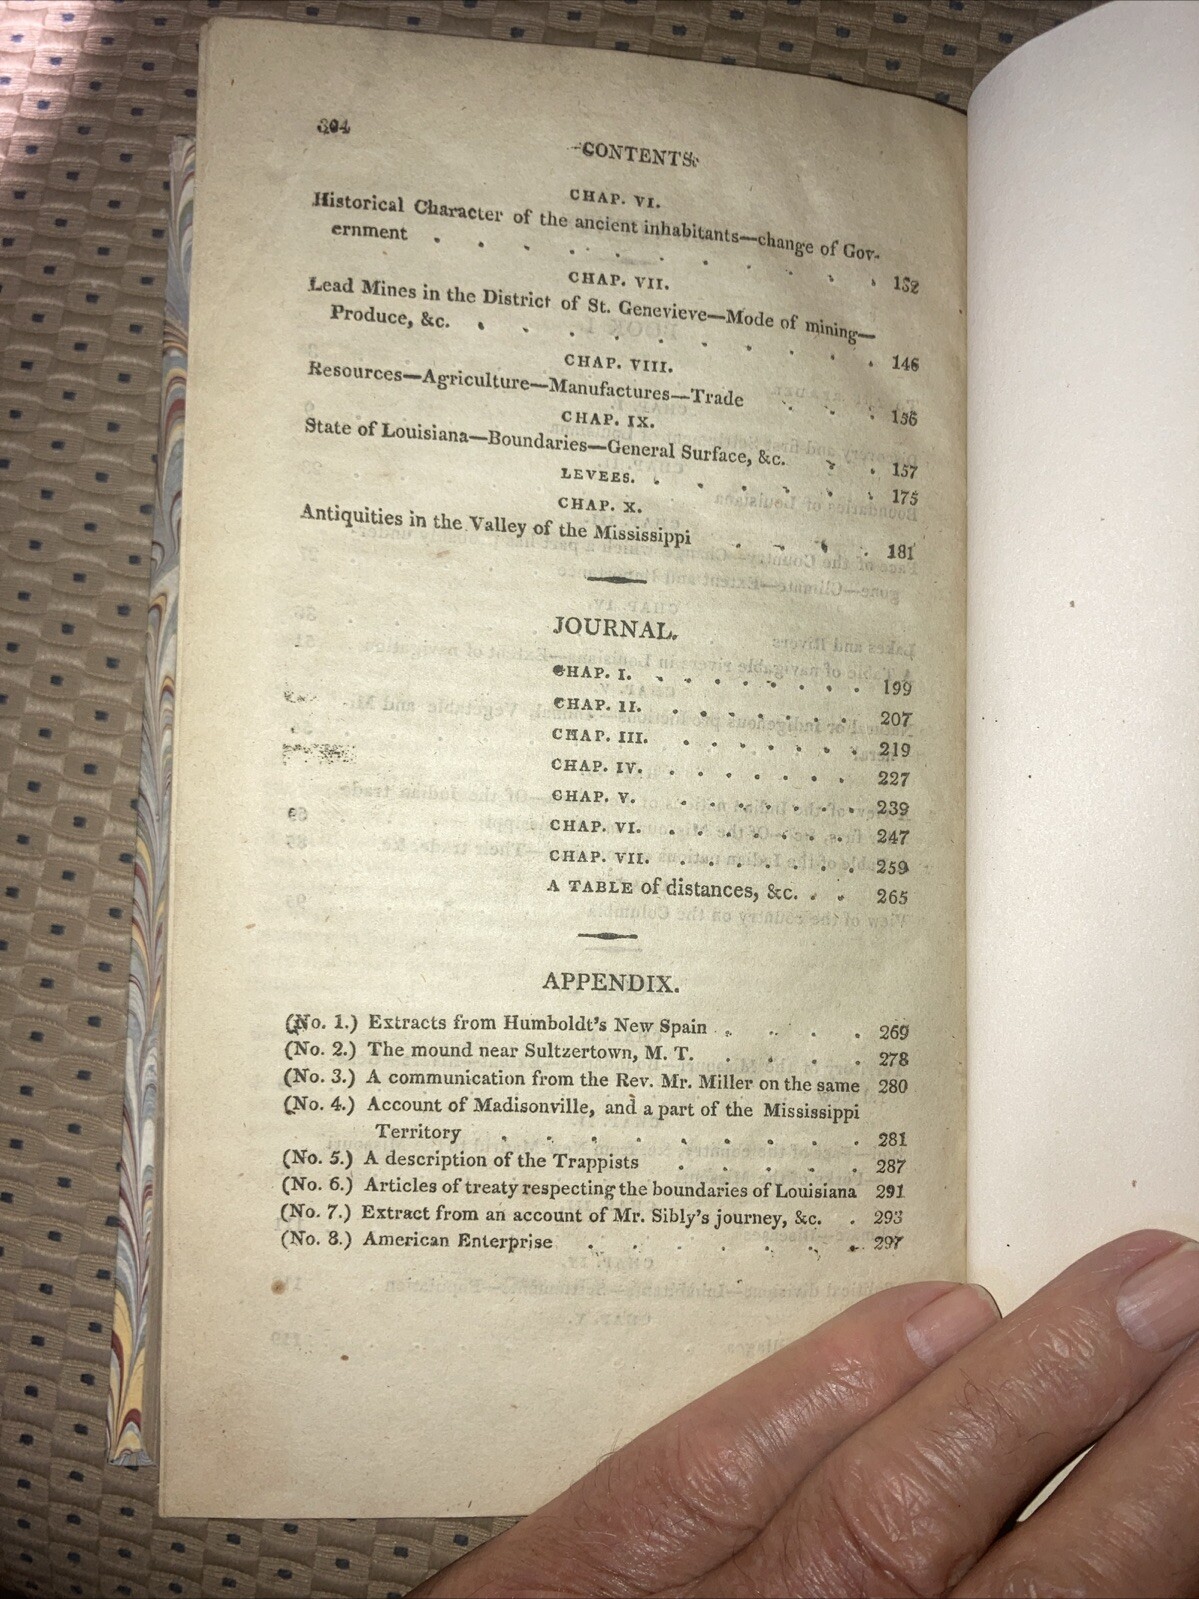 304
CONTENTS.
CHAP. VI.
Historical Character of the ancient inhabitants—change of Gov-
ernment . . . . . . . . . . 132
CHAP. VII.
Lead Mines in the District of St. Genevieve—Mode of mining—
Produce, &c. . . . . . . . . . 146
CHAP. VIII.
Resources—Agriculture—Manufactures—Trade . . . 156
CHAP. IX.
State of Louisiana—Boundaries—General Surface, &c. . . 157
LEVEES. . . . . . . 175
CHAP. X.
Antiquities in the Valley of the Mississippi . . . . 181
JOURNAL.
CHAP. I. . . . . . . . . 199
CHAP. II. . . . . . . . 207
CHAP. III. . . . . . . . 219
CHAP. IV. . . . . . . . 227
CHAP. V. . . . . . . . 239
CHAP. VI. . . . . . . . 247
CHAP. VII. . . . . . . . 259
A TABLE of distances, &c. . . 265
APPENDIX.
(No. 1.) Extracts from Humboldt's New Spain . . . . 269
(No. 2.) The mound near Sultzertown, M. T. . . . . 278
(No. 3.) A communication from the Rev. Mr. Miller on the same 280
(No. 4.) Account of Madisonville, and a part of the Mississippi
Territory . . . . . . . . . 281
(No. 5.) A description of the Trappists . . . . . 287
(No. 6.) Articles of treaty respecting the boundaries of Louisiana 291
(No. 7.) Extract from an account of Mr. Sibly's journey, &c. . 293
(No. 8.) American Enterprise . . . . . . . 297